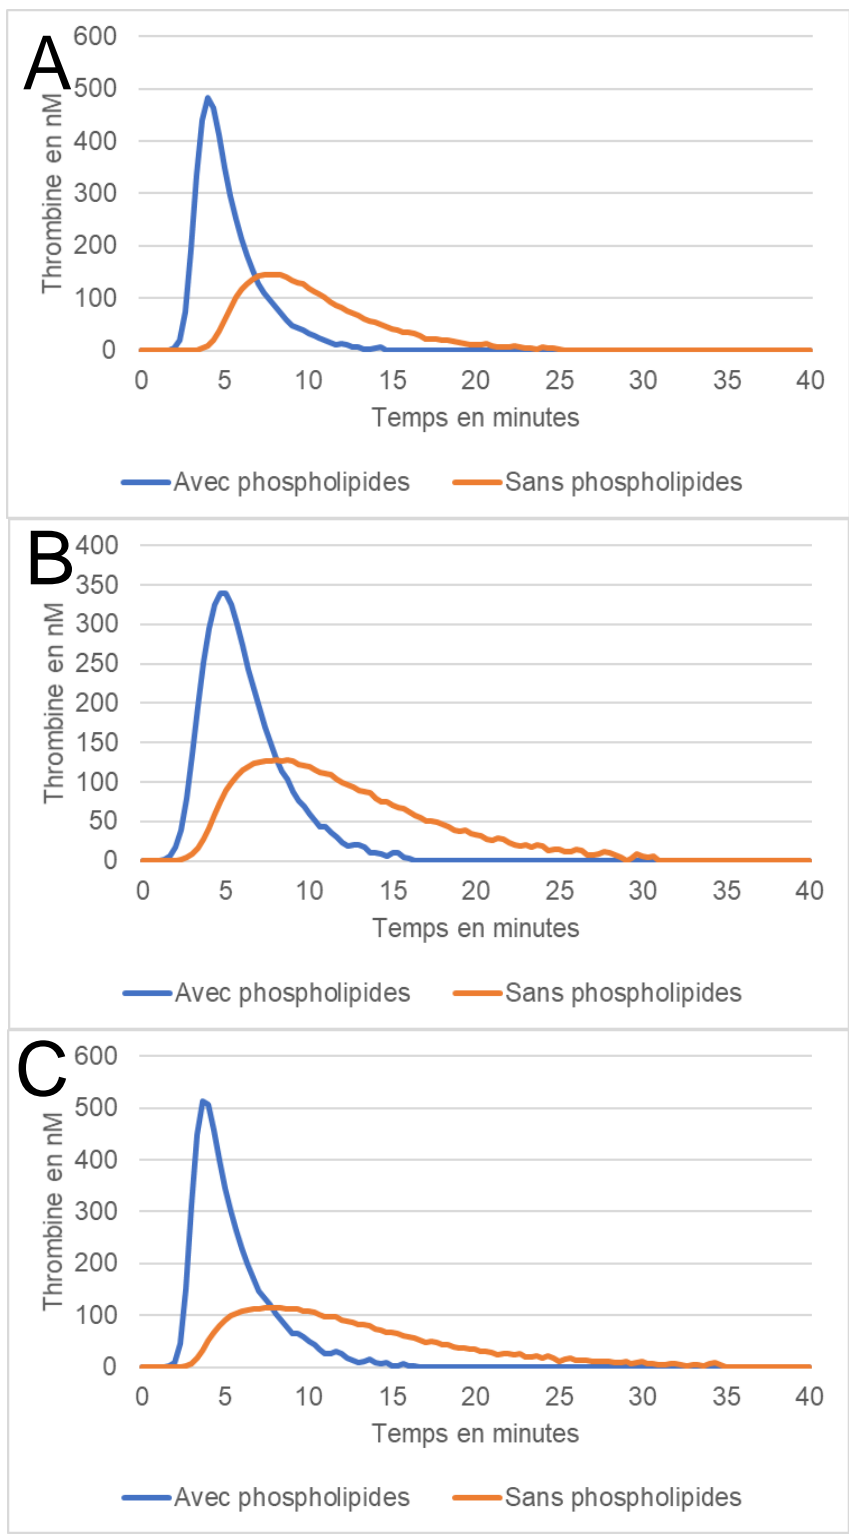 A
600
500
400
300
200
100
0
Thrombine en nM
0 5 10 15 20 25 30 35 40
Temps en minutes
Avec phospholipides Sans phospholipides
B
400
350
300
250
200
150
100
50
0
Thrombine en nM
0 5 10 15 20 25 30 35 40
Temps en minutes
Avec phospholipides Sans phospholipides
C
600
500
400
300
200
100
0
Thrombine en nM
0 5 10 15 20 25 30 35 40
Temps en minutes
Avec phospholipides Sans phospholipides